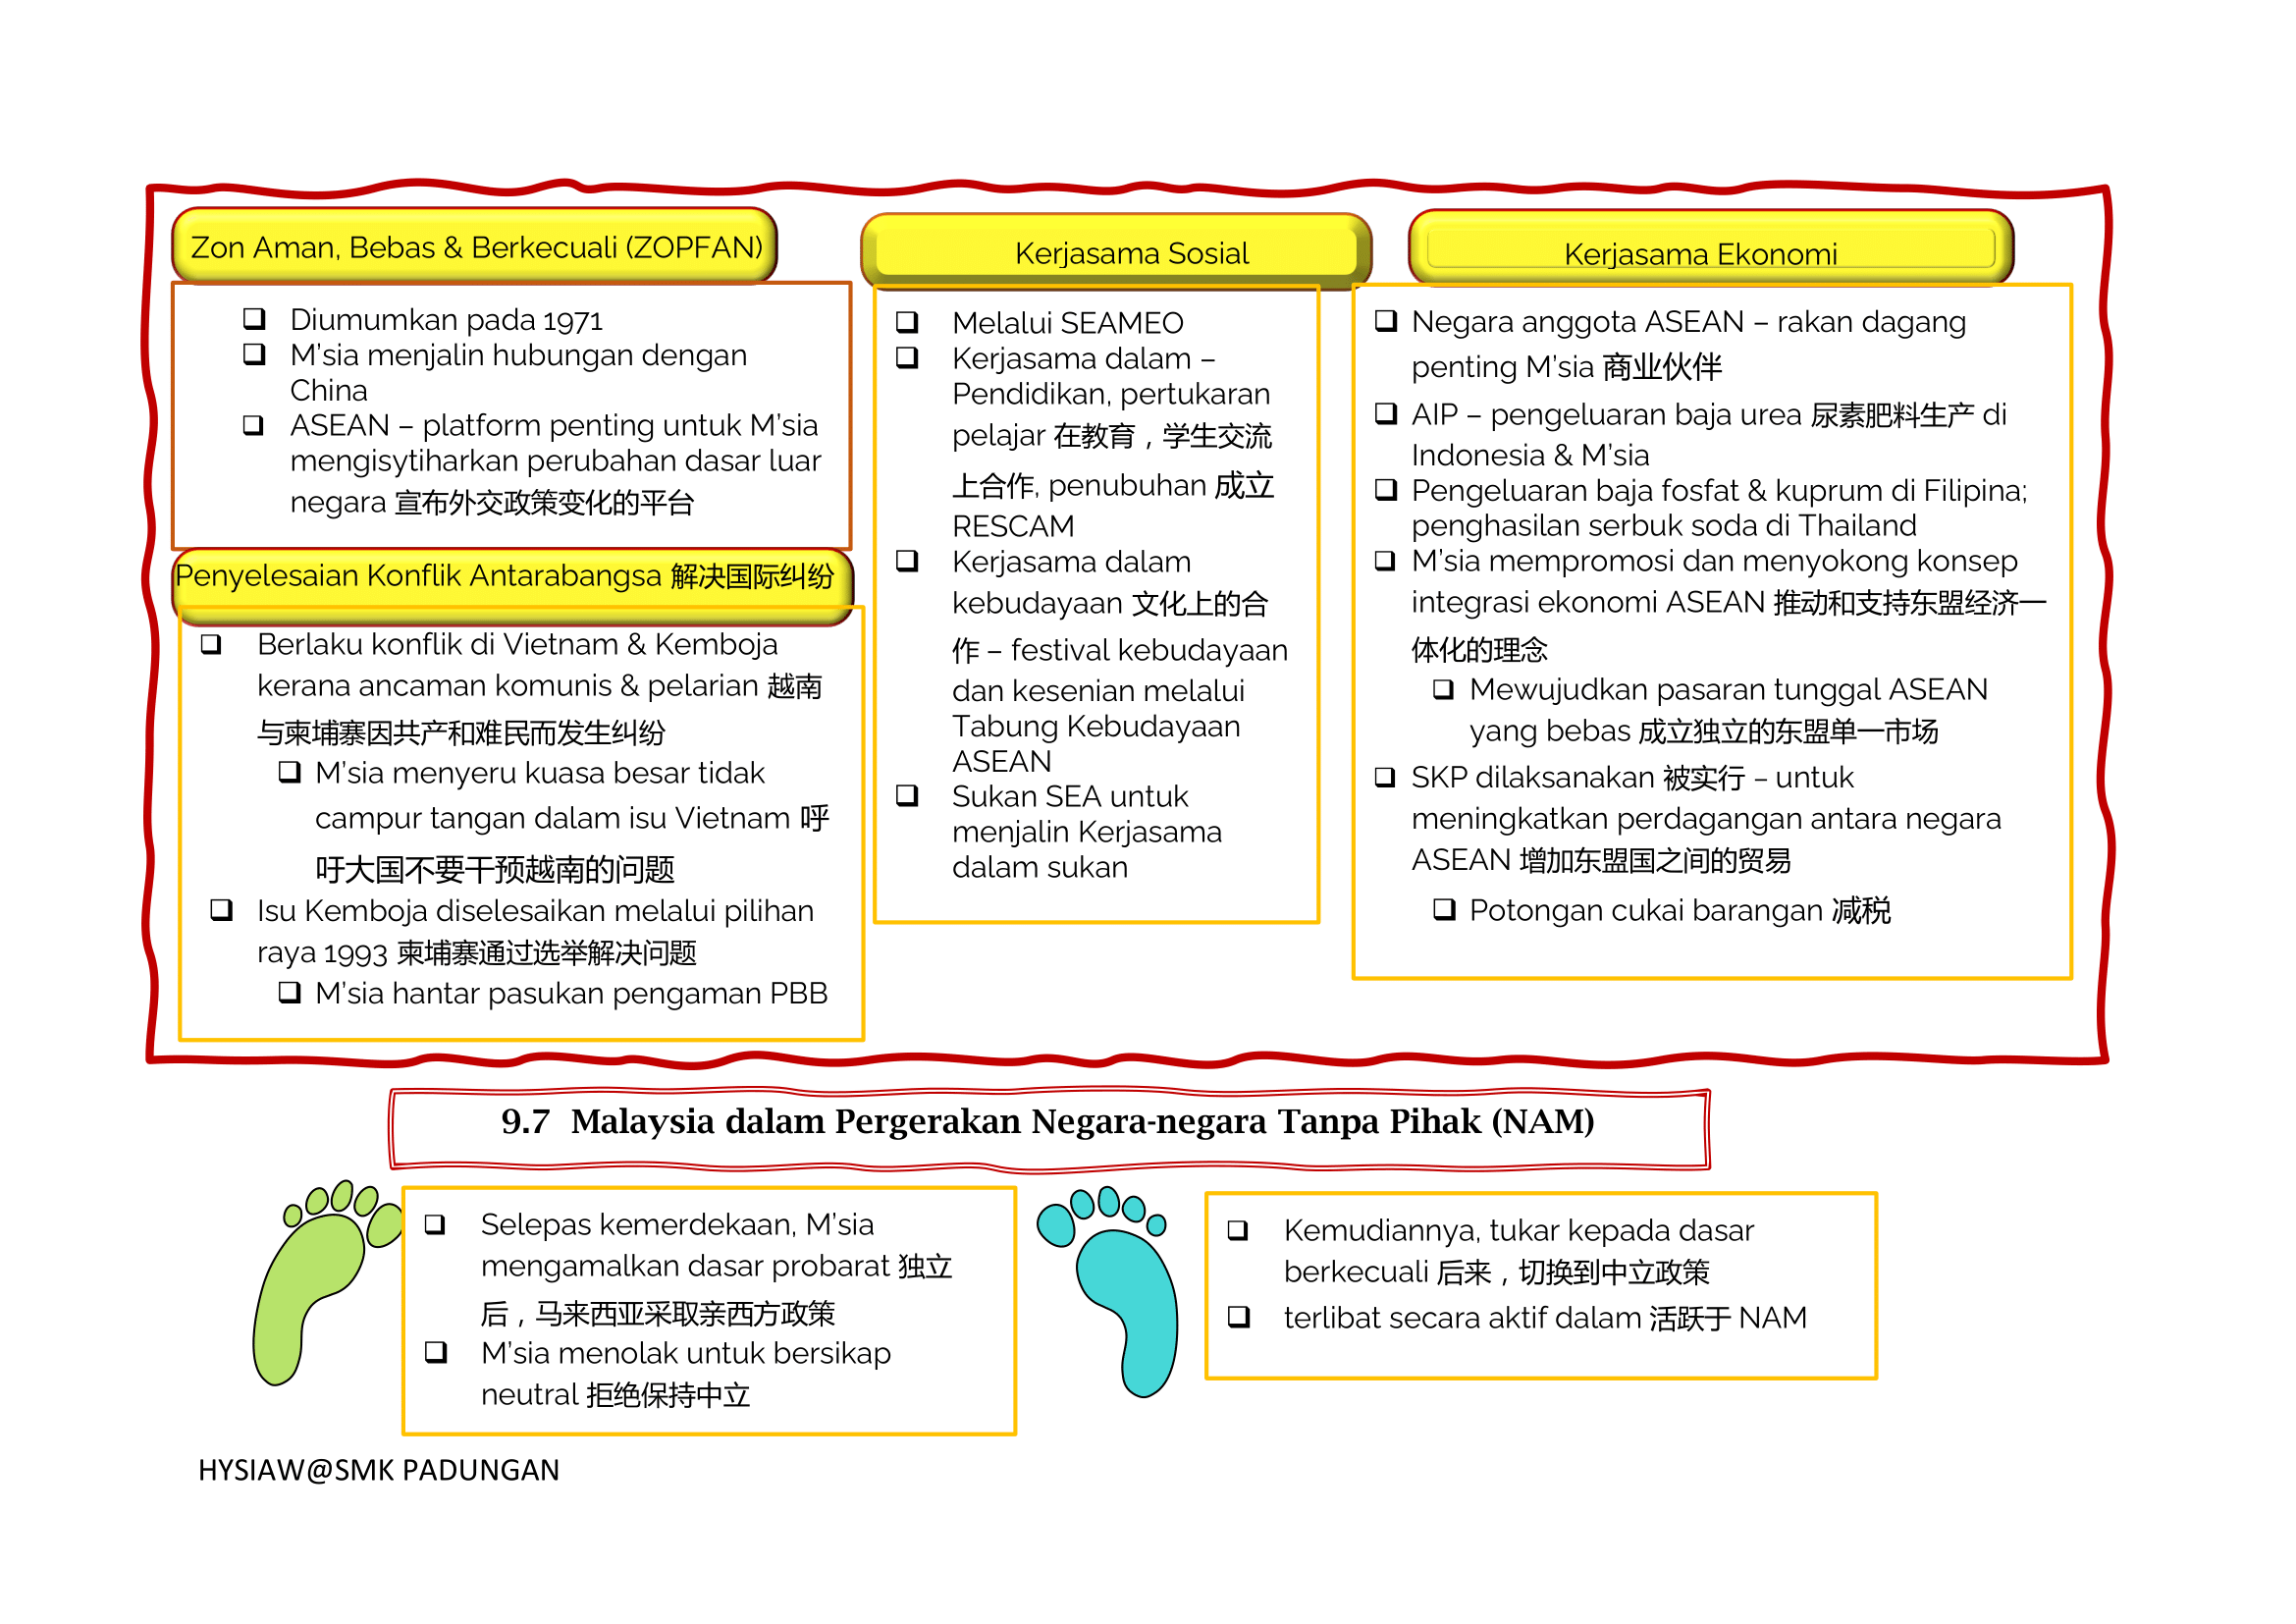 Zon Aman, Bebas & Berkecuali (ZOPFAN)
❑ Diumumkan pada 1971
❑ M'sia menjalin hubungan dengan
China
❑ ASEAN – platform penting untuk M'sia
mengisytiharkan perubahan dasar luar
negara 宣布外交政策变化的平台
Penyelesaian Konflik Antarabangsa 解决国际纠纷
❑ Berlaku konflik di Vietnam & Kemboja
kerana ancaman komunis & pelarian 越南
与柬埔寨因共产和难民而发生纠纷
❑ M'sia menyeru kuasa besar tidak
campur tangan dalam isu Vietnam 呼
吁大国不要干预越南的问题
❑ Isu Kemboja diselesaikan melalui pilihan
raya 1993 柬埔寨通过选举解决问题
❑ M'sia hantar pasukan pengaman PBB
Kerjasama Sosial
❑ Melalui SEAMEO
❑ Kerjasama dalam –
Pendidikan, pertukaran
pelajar 在教育，学生交流
上合作, penubuhan 成立
RESCAM
❑ Kerjasama dalam
kebudayaan 文化上的合
作 – festival kebudayaan
dan kesenian melalui
Tabung Kebudayaan
ASEAN
❑ Sukan SEA untuk
menjalin Kerjasama
dalam sukan
Kerjasama Ekonomi
❑ Negara anggota ASEAN – rakan dagang
penting M'sia 商业伙伴
❑ AIP – pengeluaran baja urea 尿素肥料生产 di
Indonesia & M'sia
❑ Pengeluaran baja fosfat & kuprum di Filipina;
penghasilan serbuk soda di Thailand
❑ M'sia mempromosi dan menyokong konsep
integrasi ekonomi ASEAN 推动和支持东盟经济一
体化的理念
❑ Mewujudkan pasaran tunggal ASEAN
yang bebas 成立独立的东盟单一市场
❑ SKP dilaksanakan 被实行 – untuk
meningkatkan perdagangan antara negara
ASEAN 增加东盟国之间的贸易
❑ Potongan cukai barangan 减税
9.7 Malaysia dalam Pergerakan Negara-negara Tanpa Pihak (NAM)
❑ Selepas kemerdekaan, M'sia
mengamalkan dasar probarat 独立
后，马来西亚采取亲西方政策
❑ M'sia menolak untuk bersikap
neutral 拒绝保持中立
❑ Kemudiannya, tukar kepada dasar
berkecuali 后来，切换到中立政策
❑ terlibat secara aktif dalam 活跃于 NAM
HYSIAW@SMK PADUNGAN